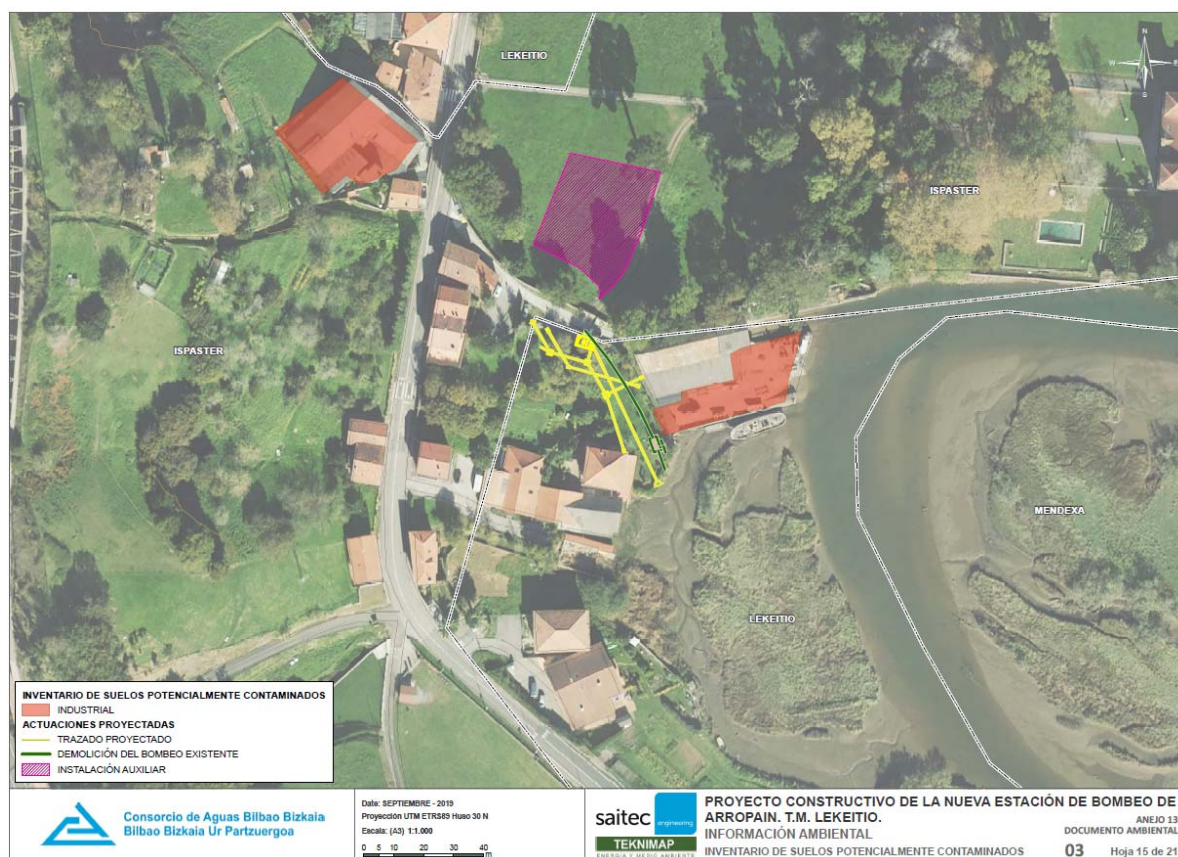 LEKEITIO
N
W
E
S
ISPASTER
ISPASTER
MENDEXA
LEKEITIO
INVENTARIO DE SUELOS POTENCIALMENTE CONTAMINADOS
INDUSTRIAL
ACTUACIONES PROYECTADAS
TRAZADO PROYECTADO
DEMOLICIÓN DEL BOMBEO EXISTENTE
INSTALACIÓN AUXILIAR
Consorcio de Aguas Bilbao Bizkaia
Bilbao Bizkaia Ur Partzuergoa
Date: SEPTIEMBRE - 2019
Proyección UTM ETRS89 Huso 30 N
Escala: (A3) 1:1.000
0 5 10 20 30 40
m
saitec engineering
TEKNIMAP
ENERGÍA Y MEDIO AMBIENTE
PROYECTO CONSTRUCTIVO DE LA NUEVA ESTACIÓN DE BOMBEO DE
ARROPAIN. T.M. LEKEITIO.
INFORMACIÓN AMBIENTAL
INVENTARIO DE SUELOS POTENCIALMENTE CONTAMINADOS
ANEJO 13
DOCUMENTO AMBIENTAL
03 Hoja 15 de 21